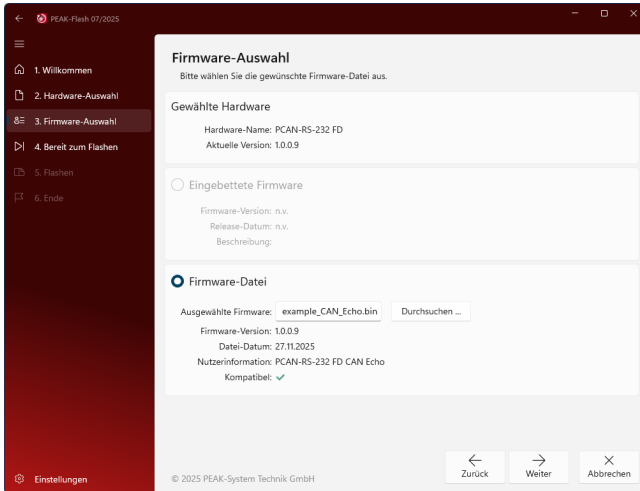 PEAK-Flash 07/2025
1. Willkommen
2. Hardware-Auswahl
3. Firmware-Auswahl
4. Bereit zum Flashen
5. Flashen
6. Ende
Einstellungen
Firmware-Auswahl
Bitte wählen Sie die gewünschte Firmware-Datei aus.
Gewählte Hardware
Hardware-Name: PCAN-RS-232 FD
Aktuelle Version: 1.0.0.9
Eingebettete Firmware
Firmware-Version: n.v.
Release-Datum: n.v.
Beschreibung:
Firmware-Datei
Ausgewählte Firmware: example_CAN_Echo.bin Durchsuchen ...
Firmware-Version: 1.0.0.9
Datei-Datum: 27.11.2025
Nutzerinformation: PCAN-RS-232 FD CAN Echo
Kompatibel:
© 2025 PEAK-System Technik GmbH
Zurück Weiter Abbrechen